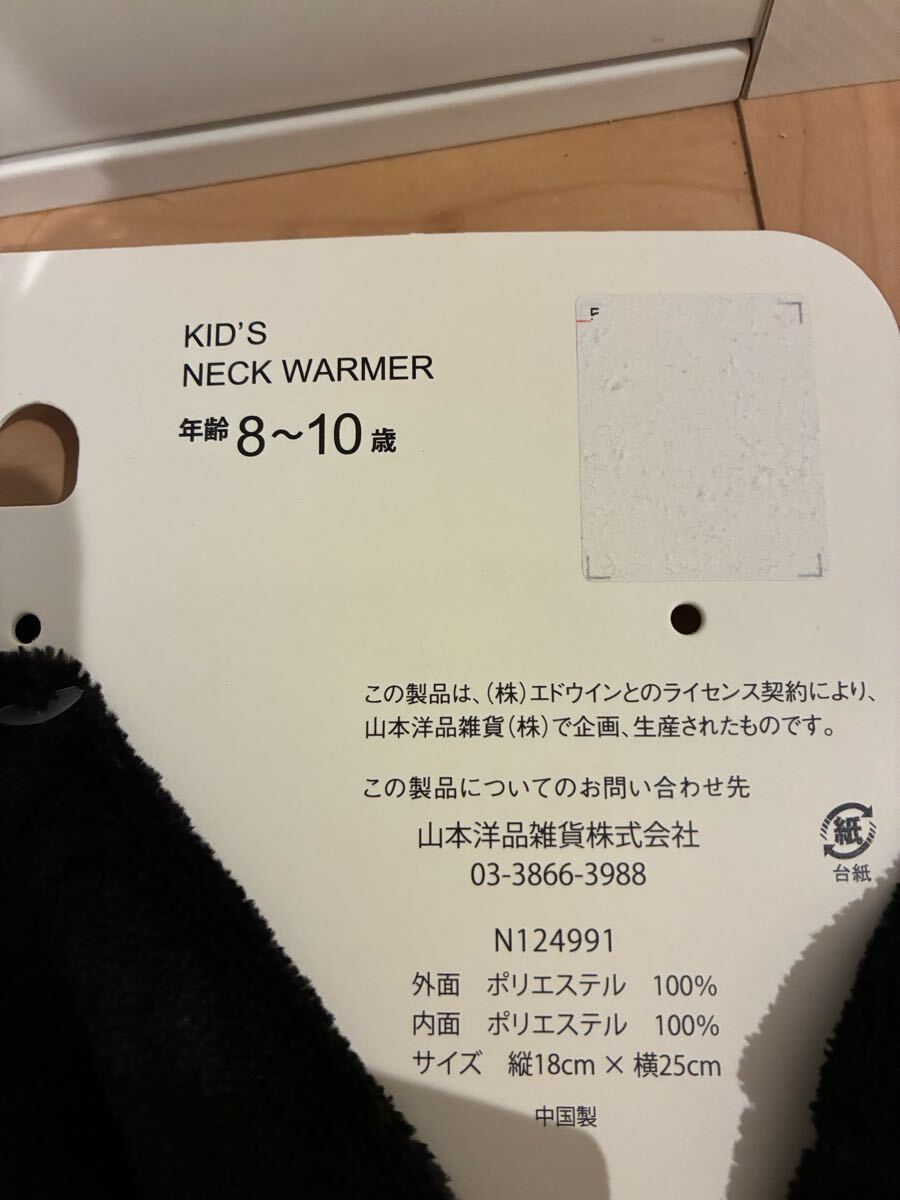 KID'S
NECK WARMER
年齢 8〜10 歳
この製品は、（株）エドウインとのライセンス契約により、
山本洋品雑貨（株）で企画、生産されたものです。
この製品についてのお問い合わせ先
山本洋品雑貨株式会社
03-3866-3988
紙
台紙
N124991
外面 ポリエステル 100%
内面 ポリエステル 100%
サイズ 縦18cm × 横25cm
中国製